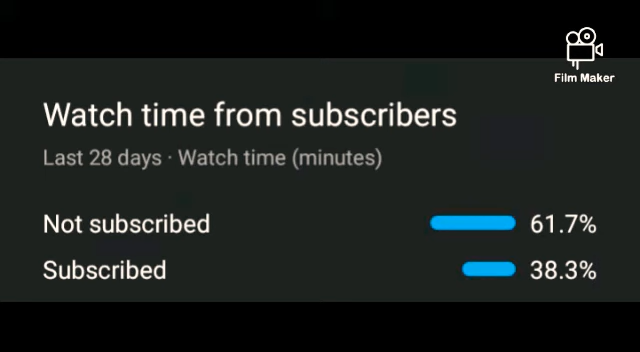 Film Maker
Watch time from subscribers
Last 28 days · Watch time (minutes)
Not subscribed 61.7%
Subscribed 38.3%